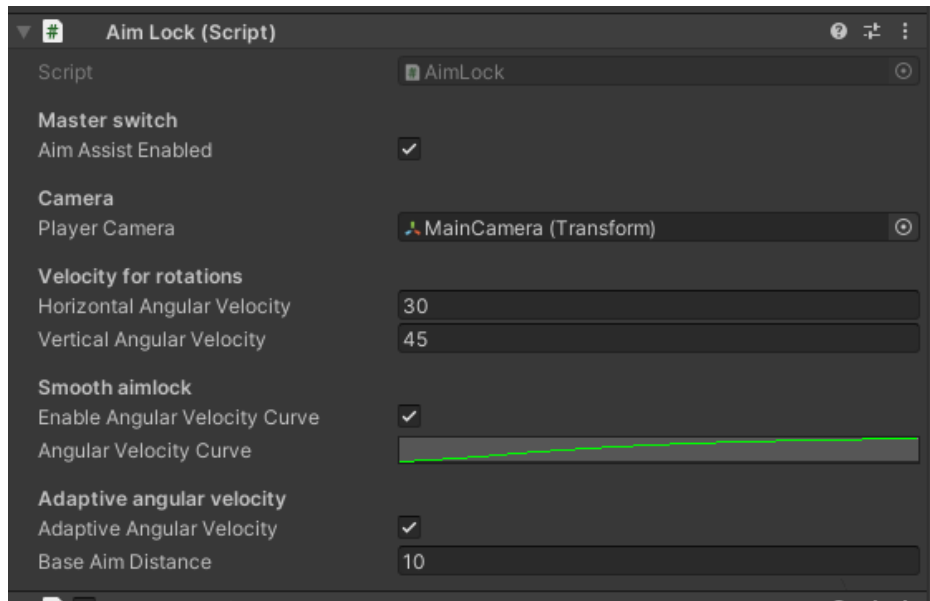 Aim Lock (Script)
Script AimLock
Master switch
Aim Assist Enabled
Camera
Player Camera MainCamera (Transform)
Velocity for rotations
Horizontal Angular Velocity 30
Vertical Angular Velocity 45
Smooth aimlock
Enable Angular Velocity Curve
Angular Velocity Curve
Adaptive angular velocity
Adaptive Angular Velocity
Base Aim Distance 10